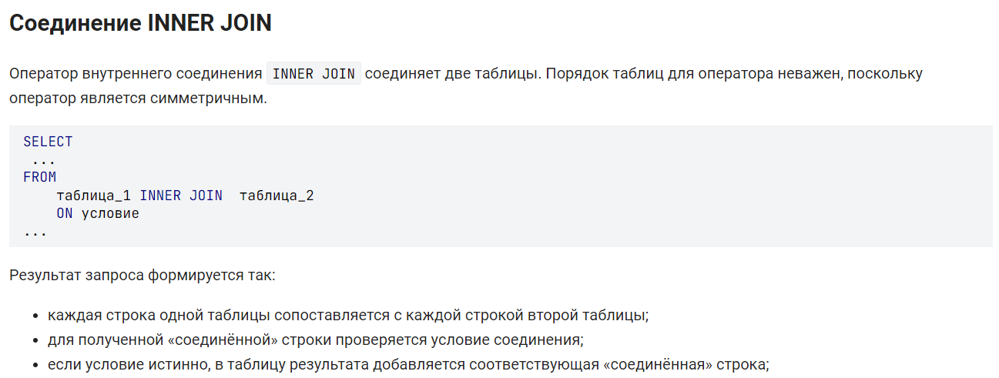 Соединение INNER JOIN
Оператор внутреннего соединения INNER JOIN соединяет две таблицы. Порядок таблиц для оператора неважен, поскольку
оператор является симметричным.
SELECT
...
FROM
таблица_1 INNER JOIN таблица_2
ON условие
...
Результат запроса формируется так:
• каждая строка одной таблицы сопоставляется с каждой строкой второй таблицы;
• для полученной «соединённой» строки проверяется условие соединения;
• если условие истинно, в таблицу результата добавляется соответствующая «соединённая» строка;